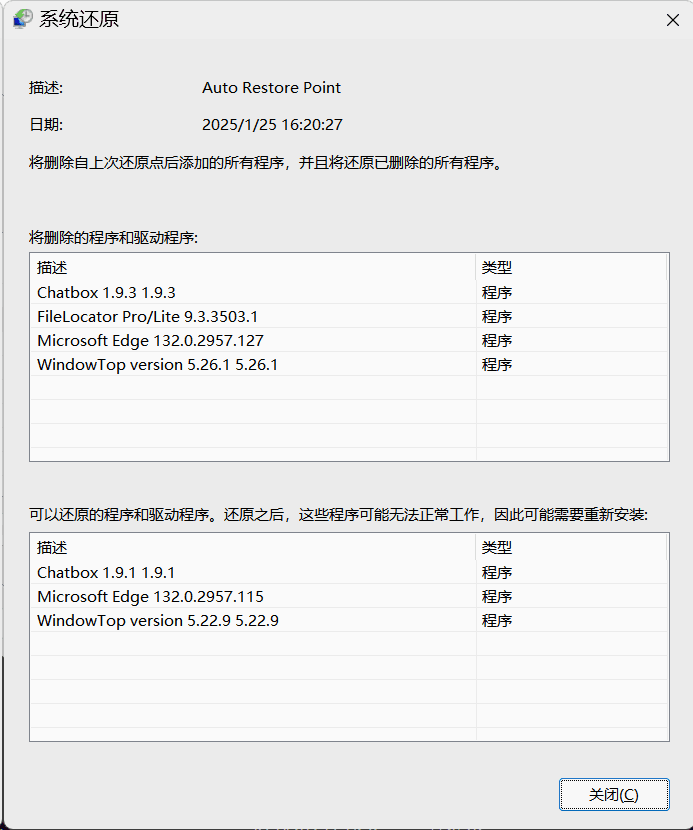 系统还原
描述: Auto Restore Point
日期: 2025/1/25 16:20:27
将删除自上次还原点后添加的所有程序，并且将还原已删除的所有程序。
将删除的程序和驱动程序:
描述 类型
Chatbox 1.9.3 1.9.3 程序
FileLocator Pro/Lite 9.3.3503.1 程序
Microsoft Edge 132.0.2957.127 程序
WindowTop version 5.26.1 5.26.1 程序
可以还原的程序和驱动程序。还原之后，这些程序可能无法正常工作，因此可能需要重新安装:
描述 类型
Chatbox 1.9.1 1.9.1 程序
Microsoft Edge 132.0.2957.115 程序
WindowTop version 5.22.9 5.22.9 程序
关闭(C)